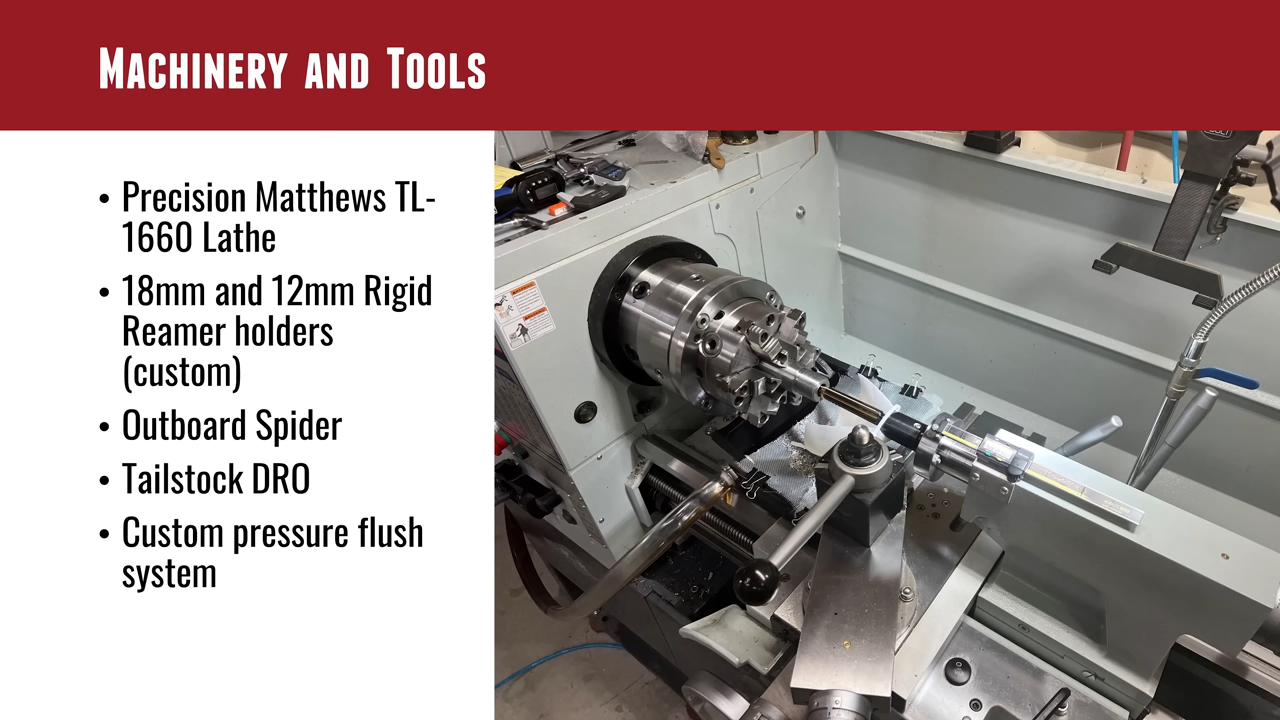 Machinery and Tools
• Precision Matthews TL-
1660 Lathe
• 18mm and 12mm Rigid
Reamer holders
(custom)
• Outboard Spider
• Tailstock DRO
• Custom pressure flush
system